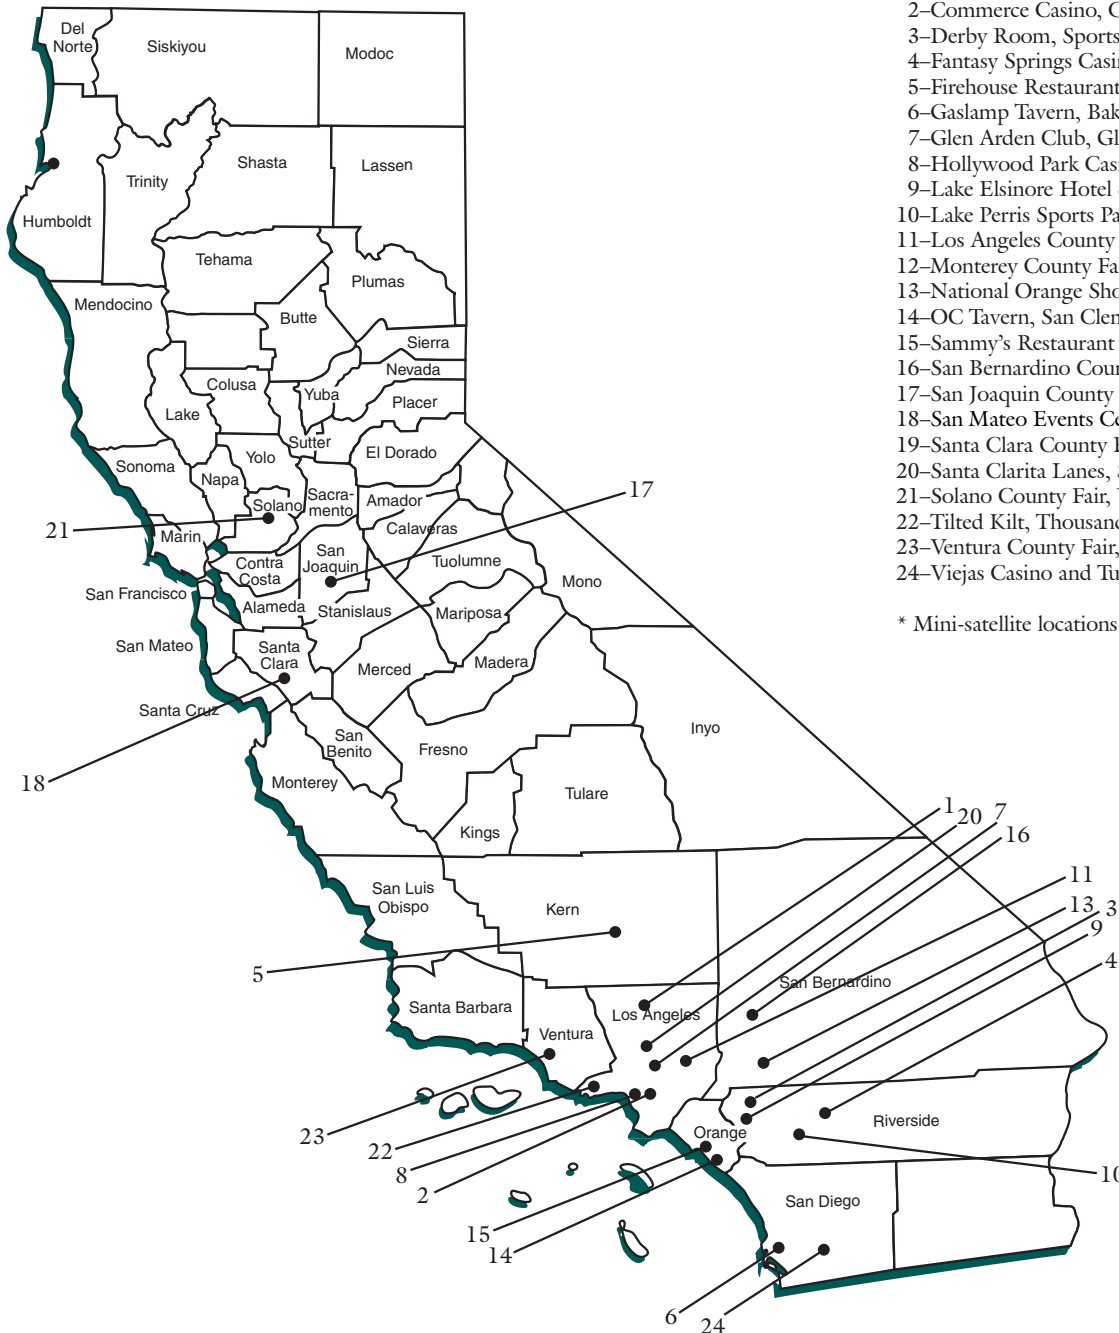 Del
Norte
Siskiyou
Modoc
Humboldt
Trinity
Shasta
Lassen
Tehama
Plumas
Mendocino
Butte
Sierra
Nevada
Colusa
Yuba
Placer
Lake
Sutter
El Dorado
Sonoma
Yolo
Napa
Sacra-
mento
Amador
Solano
Calaveras
17
21
Marin
Contra
Costa
San
Joaquin
Tuolumne
Mono
San Francisco
Alameda
Stanislaus
Mariposa
San Mateo
Santa
Clara
Merced
Madera
Santa Cruz
San
Benito
Fresno
Inyo
18
Monterey
Tulare
Kings
1
20
7
16
San Luis
Obispo
Kern
11
13
3
9
4
5
San Bernardino
Santa Barbara
Los Angeles
Ventura
Orange
Riverside
23
22
8
2
10
15
14
San Diego
6
24
2–Commerce Casino, C
3–Derby Room, Sports
4–Fantasy Springs Casin
5–Firehouse Restaurant
6–Gaslamp Tavern, Bak
7–Glen Arden Club, Gl
8–Hollywood Park Casi
9–Lake Elsinore Hotel
10–Lake Perris Sports Pa
11–Los Angeles County
12–Monterey County Fa
13–National Orange Sho
14–OC Tavern, San Clem
15–Sammy’s Restaurant
16–San Bernardino Coun
17–San Joaquin County
18–San Mateo Events Ce
19–Santa Clara County
20–Santa Clarita Lanes,
21–Solano County Fair,
22–Tilted Kilt, Thousan
23–Ventura County Fair,
24–Viejas Casino and Tu
* Mini-satellite locations